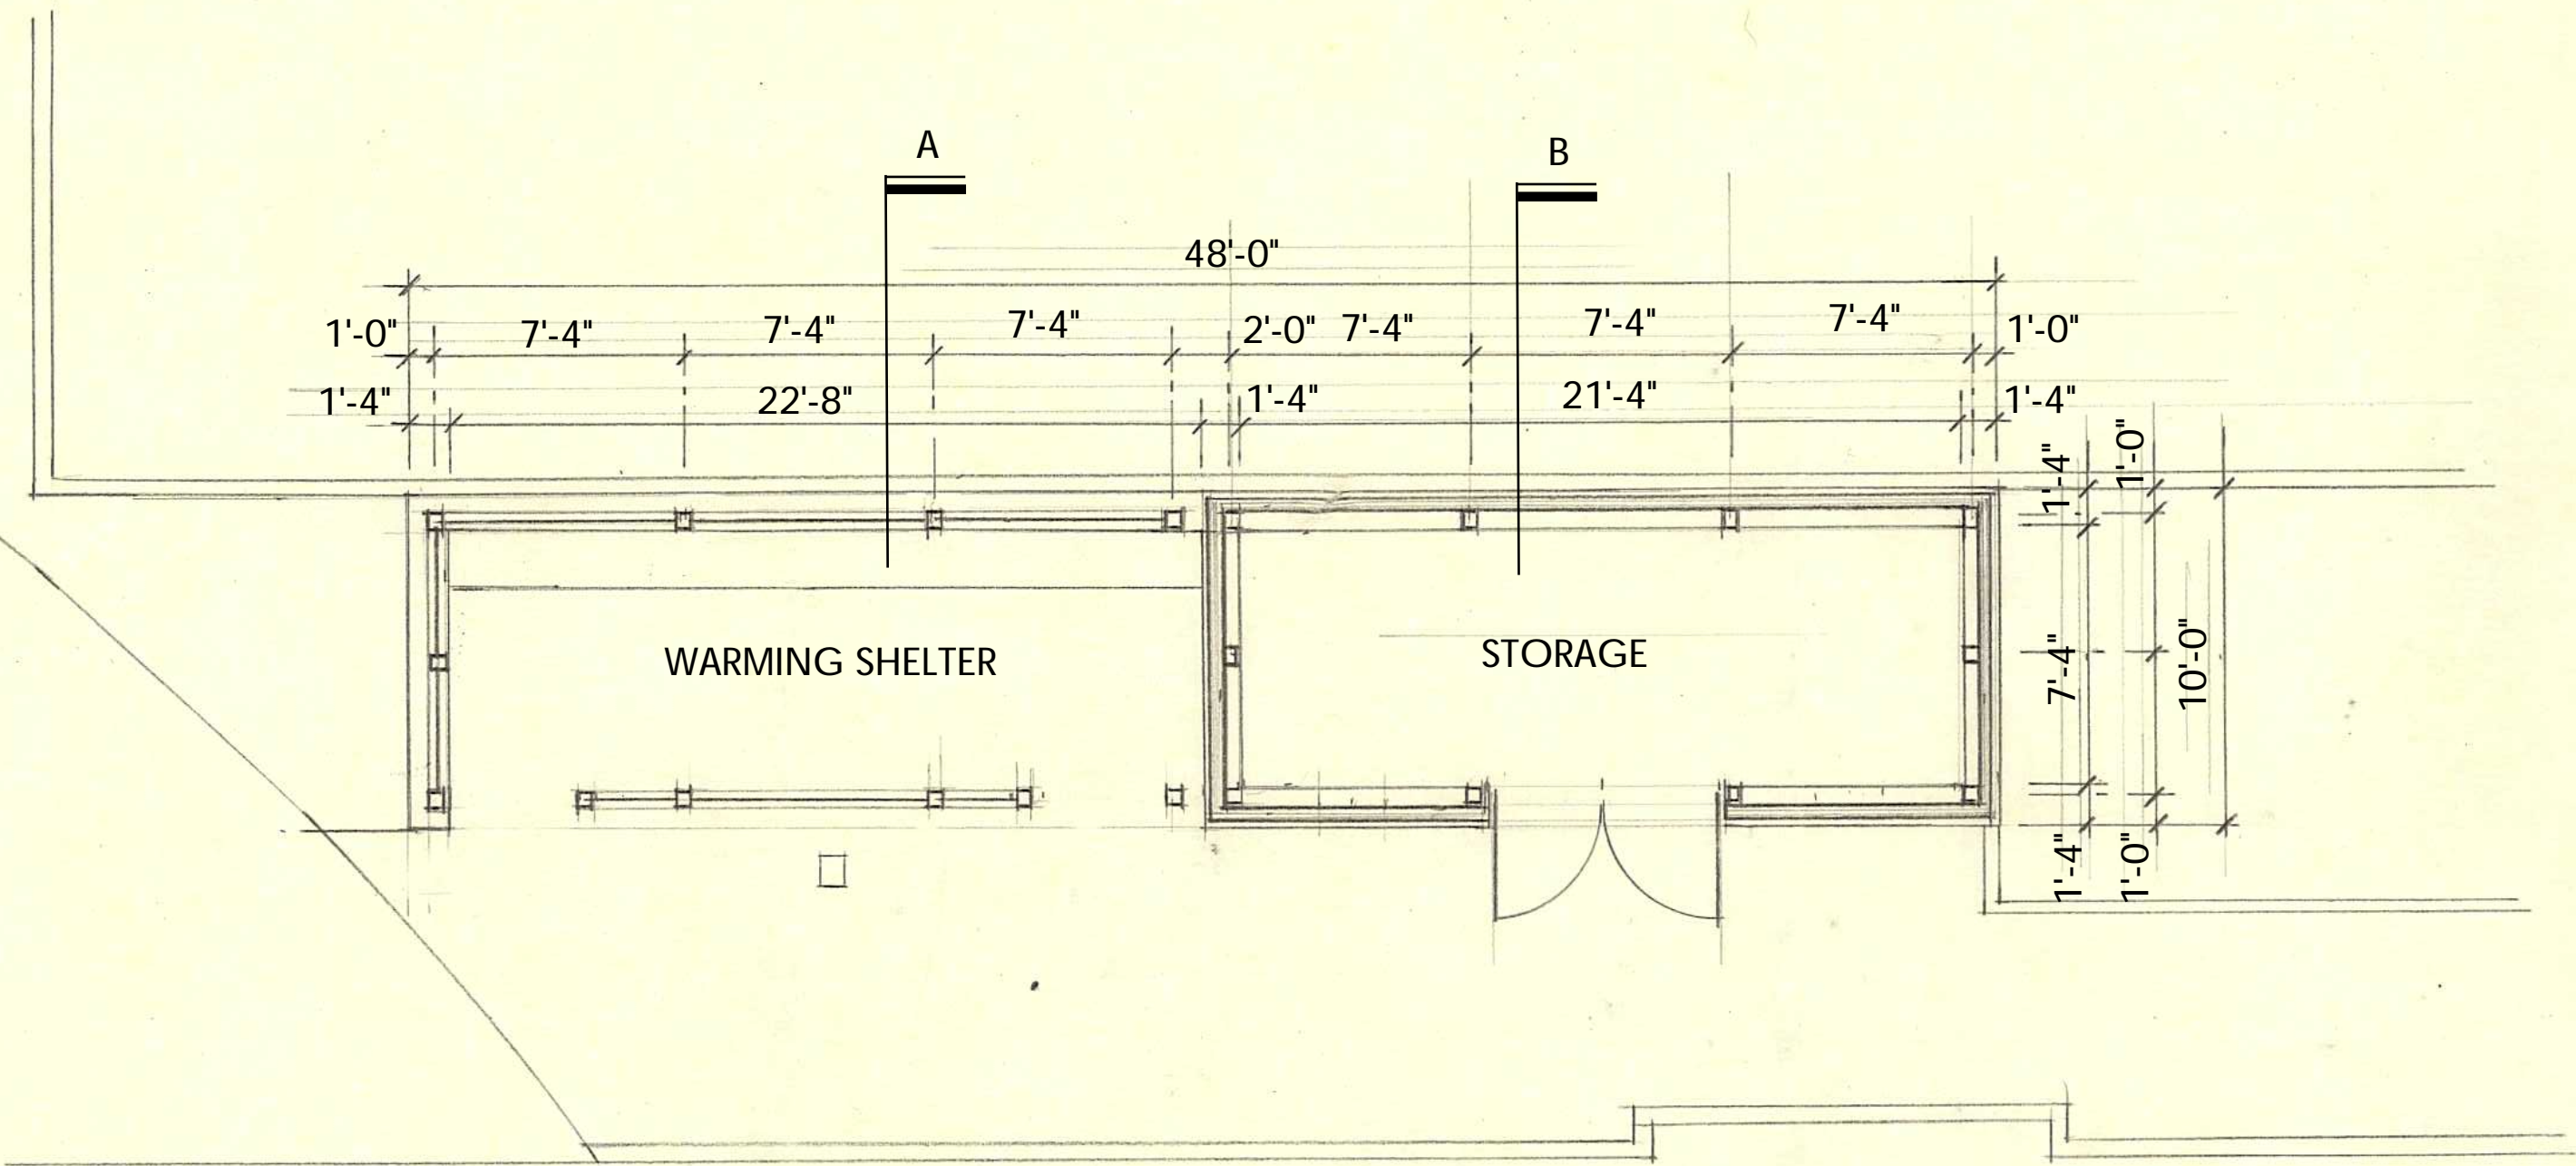 A
B
48'-0"
1'-0" 7'-4" 7'-4" 7'-4" 2'-0" 7'-4" 7'-4" 7'-4" 1'-0"
1'-4" 22'-8" 1'-4" 21'-4" 1'-4"
1'-4" 1'-0"
WARMING SHELTER STORAGE 7'-4" 10'-0"
1'-4" 1'-0"